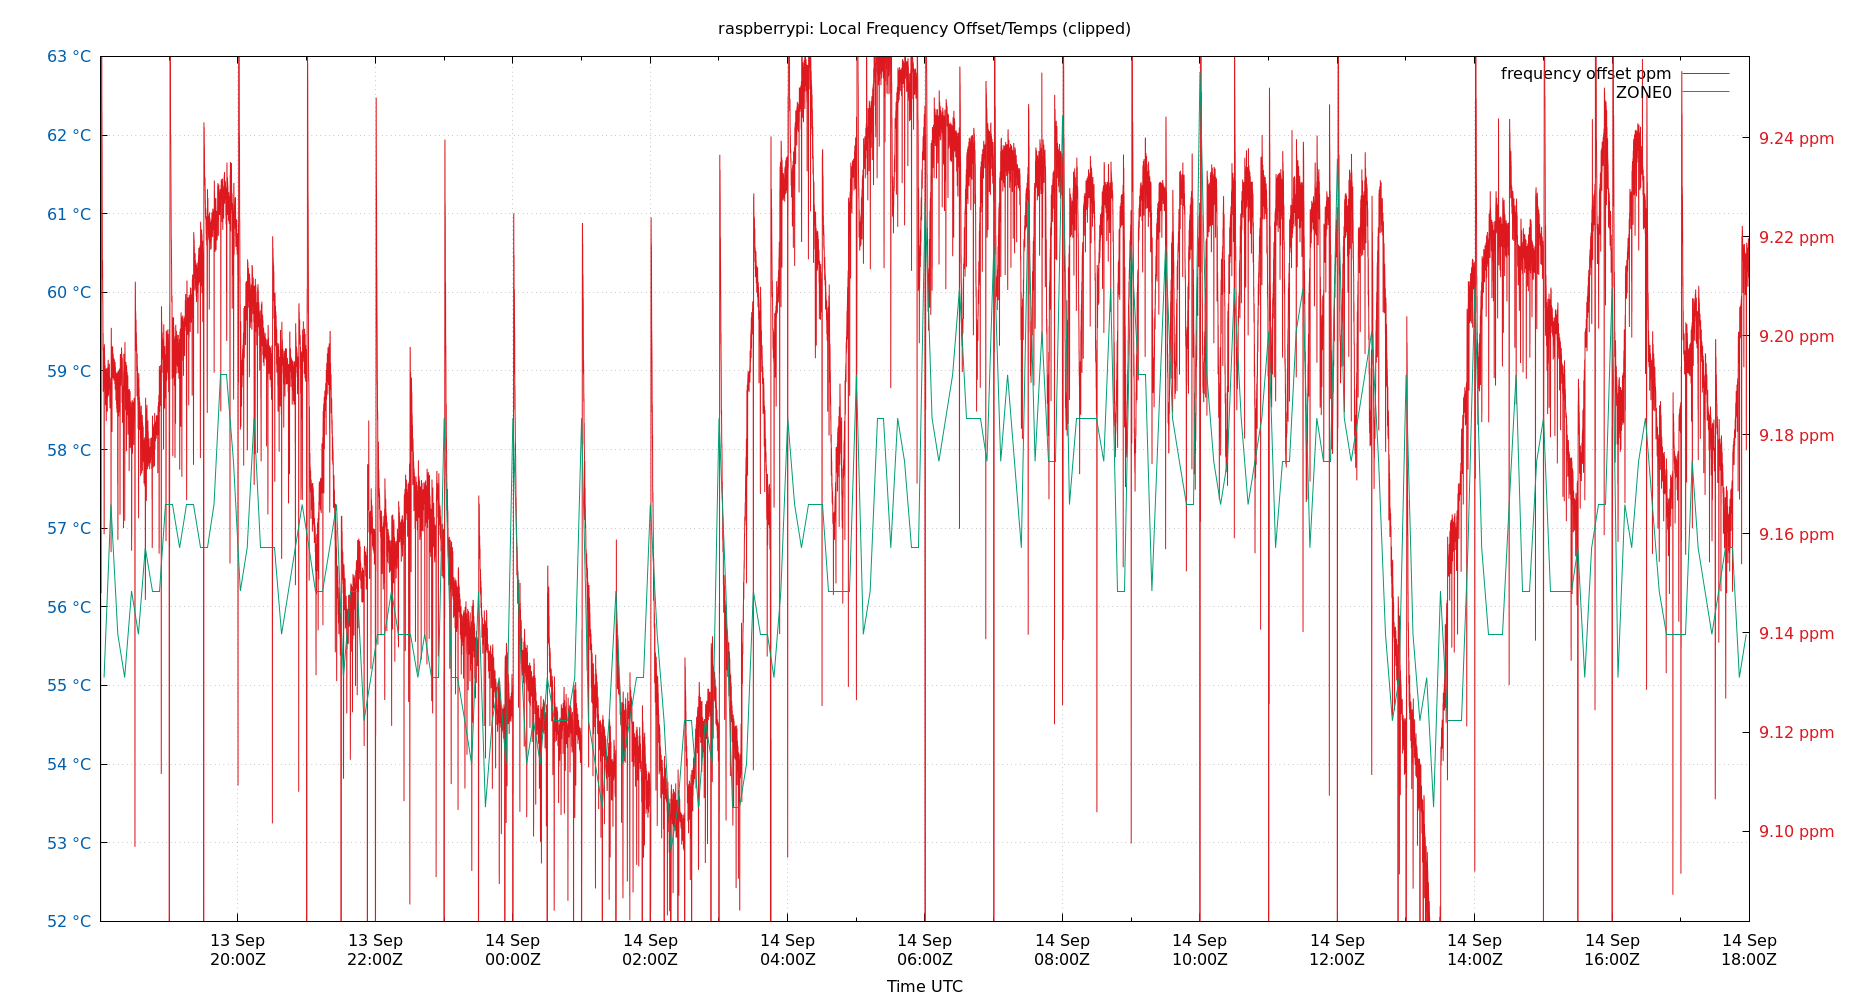 raspberrypi: Local Frequency Offset/Temps (clipped)
63 °C
62 °C
61 °C
60 °C
59 °C
58 °C
57 °C
56 °C
55 °C
54 °C
53 °C
52 °C
frequency offset ppm
ZONE0
9.24 ppm
9.22 ppm
9.20 ppm
9.18 ppm
9.16 ppm
9.14 ppm
9.12 ppm
9.10 ppm
13 Sep
20:00Z
13 Sep
22:00Z
14 Sep
00:00Z
14 Sep
02:00Z
14 Sep
04:00Z
14 Sep
06:00Z
14 Sep
08:00Z
14 Sep
10:00Z
14 Sep
12:00Z
14 Sep
14:00Z
14 Sep
16:00Z
14 Sep
18:00Z
Time UTC